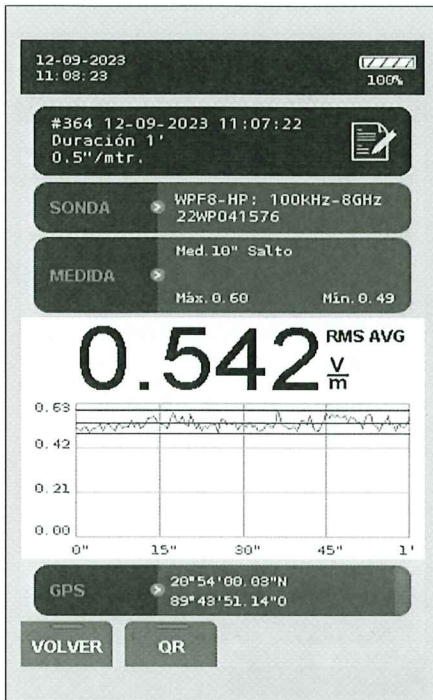 12-09-2023
11:08:23
100%
#364 12-09-2023 11:07:22
Duración 1'
0.5"/mtr.
SONDA
WPF8-HP: 100kHz-8GHz
22WP041576
MEDIDA
Med.10" Salto
Máx.0.60 Mín.0.49
0.542 RMS AVG
V/m
0.63
0.42
0.21
0.00
0" 15" 30" 45" 1'
GPS
20°54'00.03"N
89°43'51.14"O
VOLVER QR